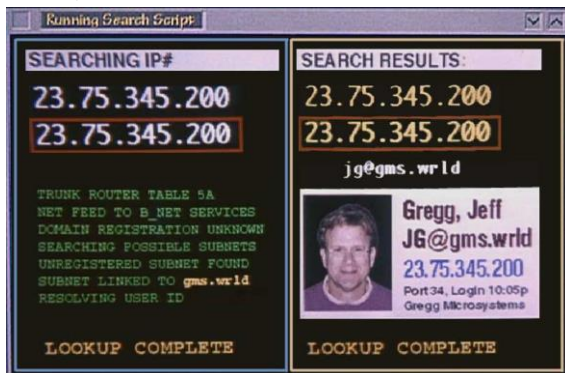 Running Search Script
SEARCHING IP#
23.75.345.200
23.75.345.200
TRUNK ROUTER TABLE 5A
NET FEED TO B_NET SERVICES
DOMAIN REGISTRATION UNKNOWN
SEARCHING POSSIBLE SUBNETS
UNREGISTERED SUBNET FOUND
SUBNET LINKED TO gms.wrld
RESOLVING USER ID
LOOKUP COMPLETE
SEARCH RESULTS:
23.75.345.200
23.75.345.200
jg@gms.wrld
Gregg, Jeff
JG@gms.wrld
23.75.345.200
Port 34, Login 10:05p
Gregg Microsystems
LOOKUP COMPLETE